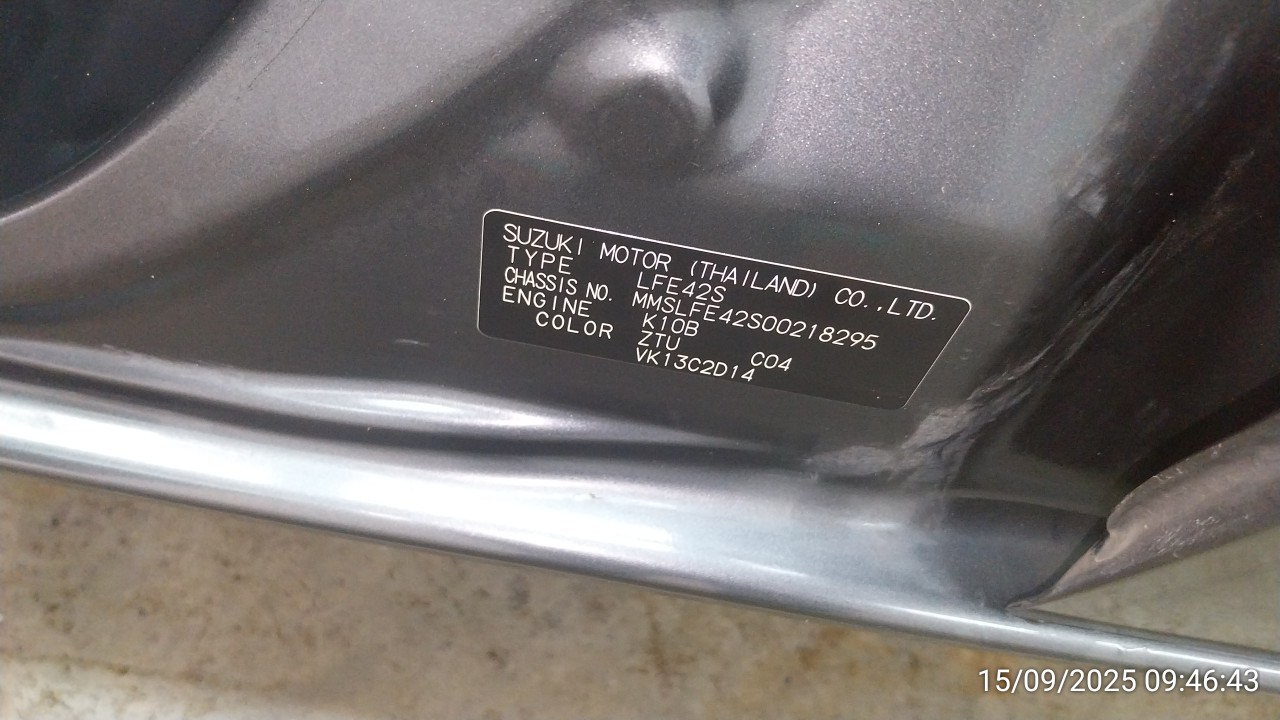 SUZUKI MOTOR (THAILAND) CO.,LTD.
TYPE LFE42S
CHASSIS NO. MMSLFE42S00218295
ENGINE K10B
COLOR ZTU C04
VK13C2D14
15/09/2025 09:46:43